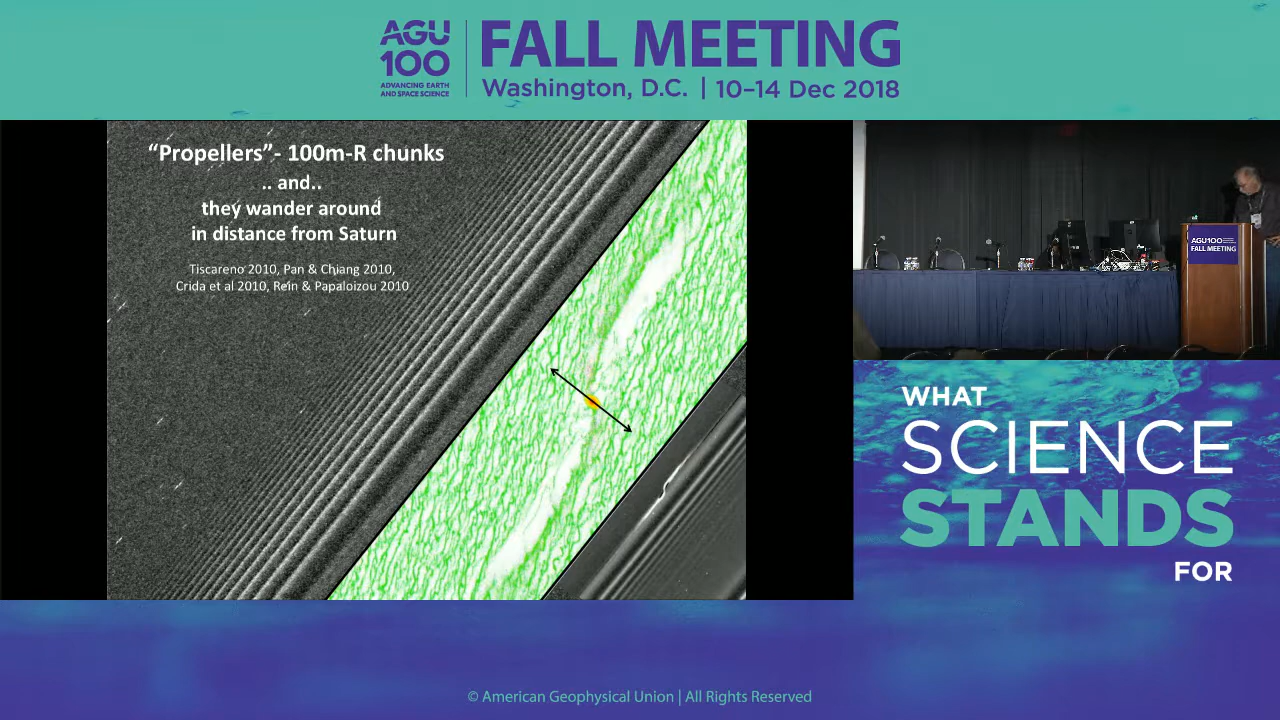 AGU
100
ADVANCING EARTH
AND SPACE SCIENCE
FALL MEETING
Washington, D.C. | 10–14 Dec 2018
“Propellers”- 100m-R chunks
.. and..
they wander around
in distance from Saturn
Tiscareno 2010, Pan & Chiang 2010,
Crida et al 2010, Rein & Papaloizou 2010
AGU100
FALL MEETING
WHAT
SCIENCE
STANDS
FOR
© American Geophysical Union | All Rights Reserved